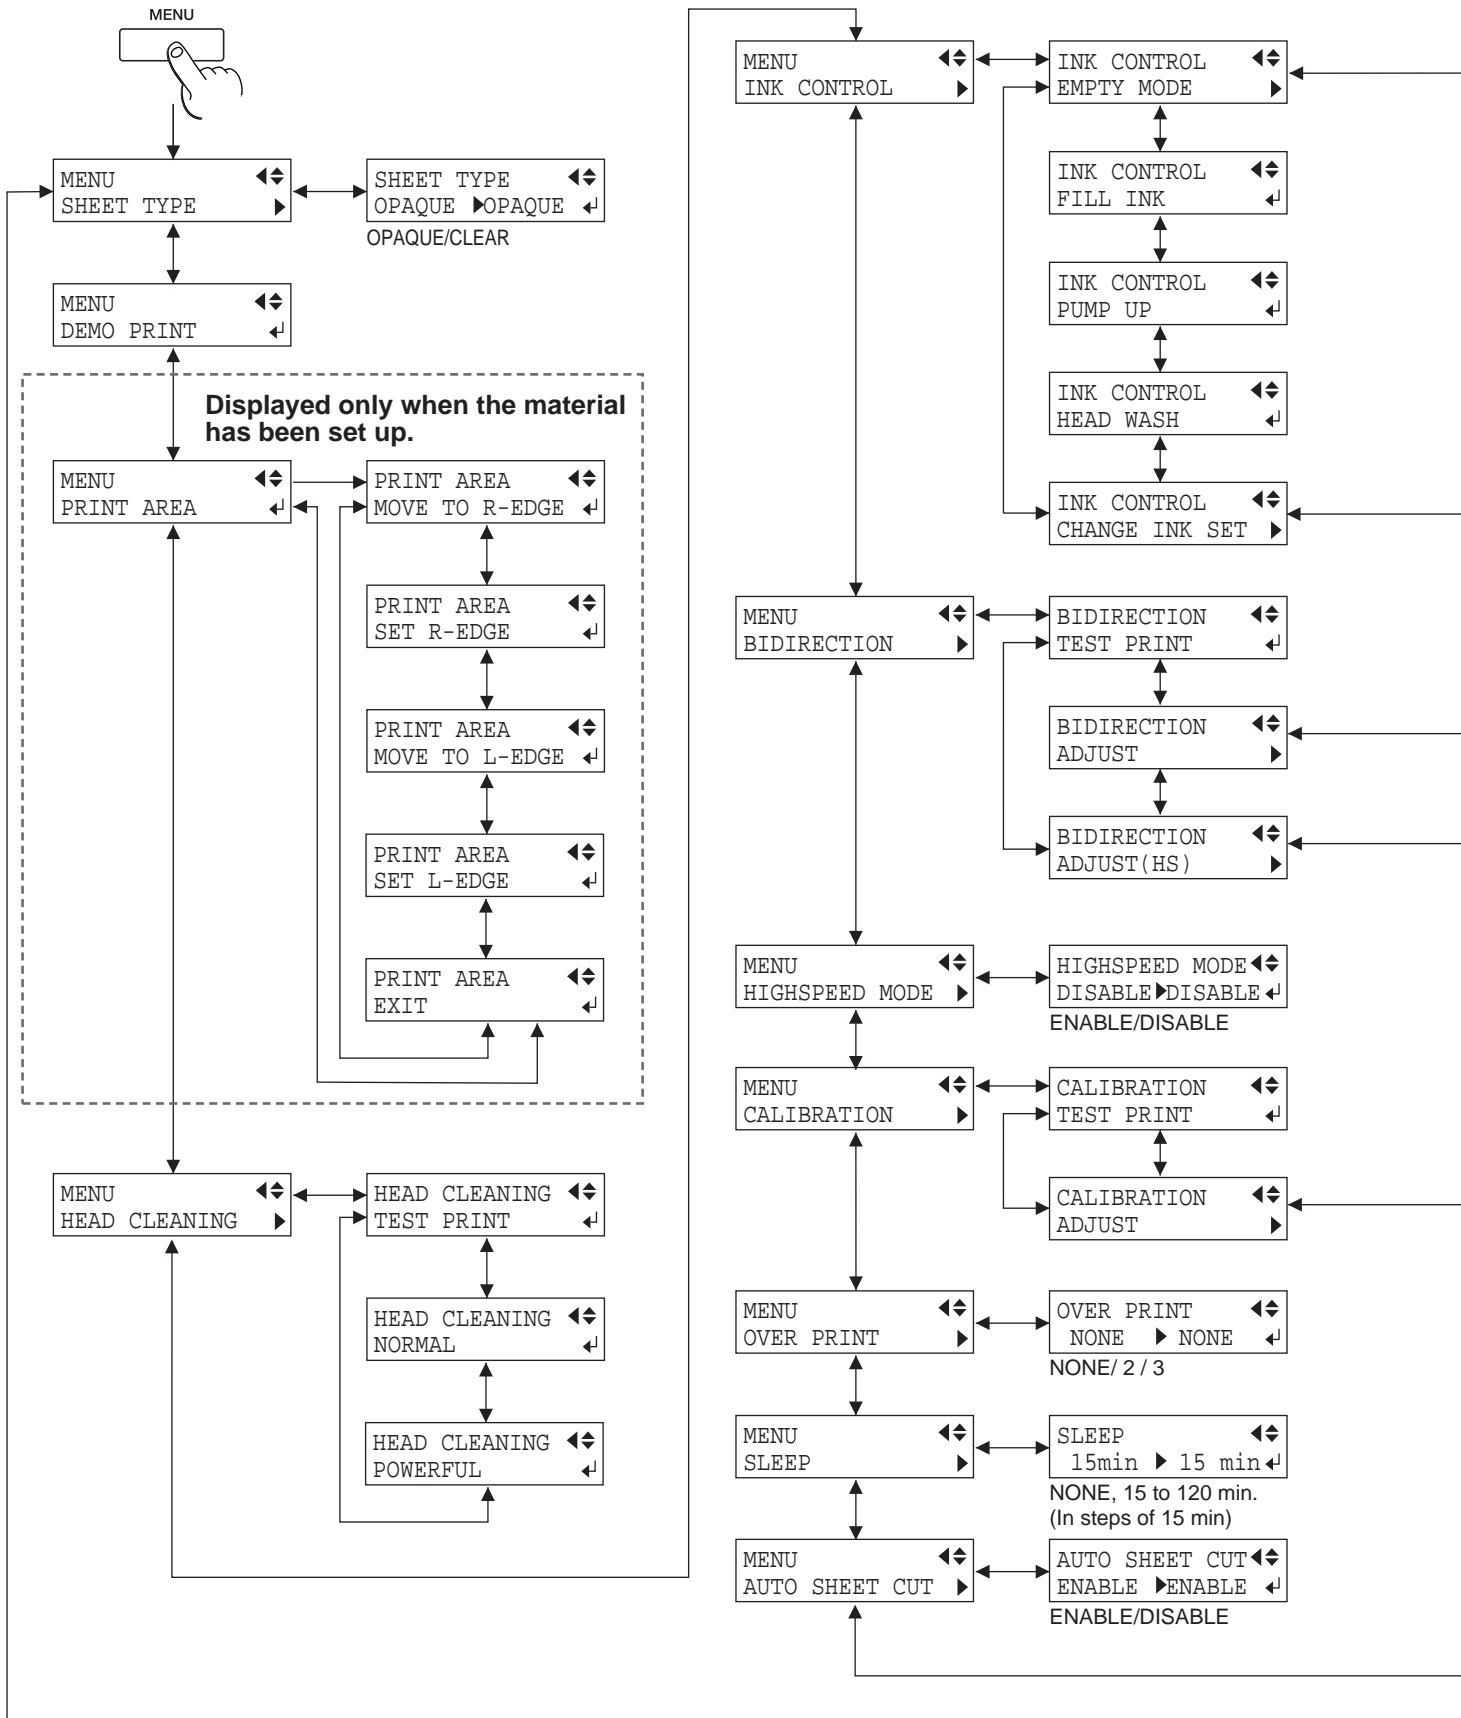 MENU
MENU
SHEET TYPE
SHEET TYPE
OPAQUE ▶OPAQUE
OPAQUE/CLEAR
MENU
DEMO PRINT
Displayed only when the material
has been set up.
MENU
PRINT AREA
PRINT AREA
MOVE TO R-EDGE
PRINT AREA
SET R-EDGE
PRINT AREA
MOVE TO L-EDGE
PRINT AREA
SET L-EDGE
PRINT AREA
EXIT
MENU
HEAD CLEANING
HEAD CLEANING
TEST PRINT
HEAD CLEANING
NORMAL
HEAD CLEANING
POWERFUL
MENU
INK CONTROL
INK CONTROL
EMPTY MODE
INK CONTROL
FILL INK
INK CONTROL
PUMP UP
INK CONTROL
HEAD WASH
INK CONTROL
CHANGE INK SET
MENU
BIDIRECTION
BIDIRECTION
TEST PRINT
BIDIRECTION
ADJUST
BIDIRECTION
ADJUST(HS)
MENU
HIGHSPEED MODE
HIGHSPEED MODE
DISABLE▶DISABLE
ENABLE/DISABLE
MENU
CALIBRATION
CALIBRATION
TEST PRINT
CALIBRATION
ADJUST
MENU
OVER PRINT
OVER PRINT
NONE ▶ NONE
NONE/ 2 / 3
MENU
SLEEP
SLEEP
15min ▶ 15 min
NONE, 15 to 120 min.
(In steps of 15 min)
MENU
AUTO SHEET CUT
AUTO SHEET CUT
ENABLE ▶ENABLE
ENABLE/DISABLE